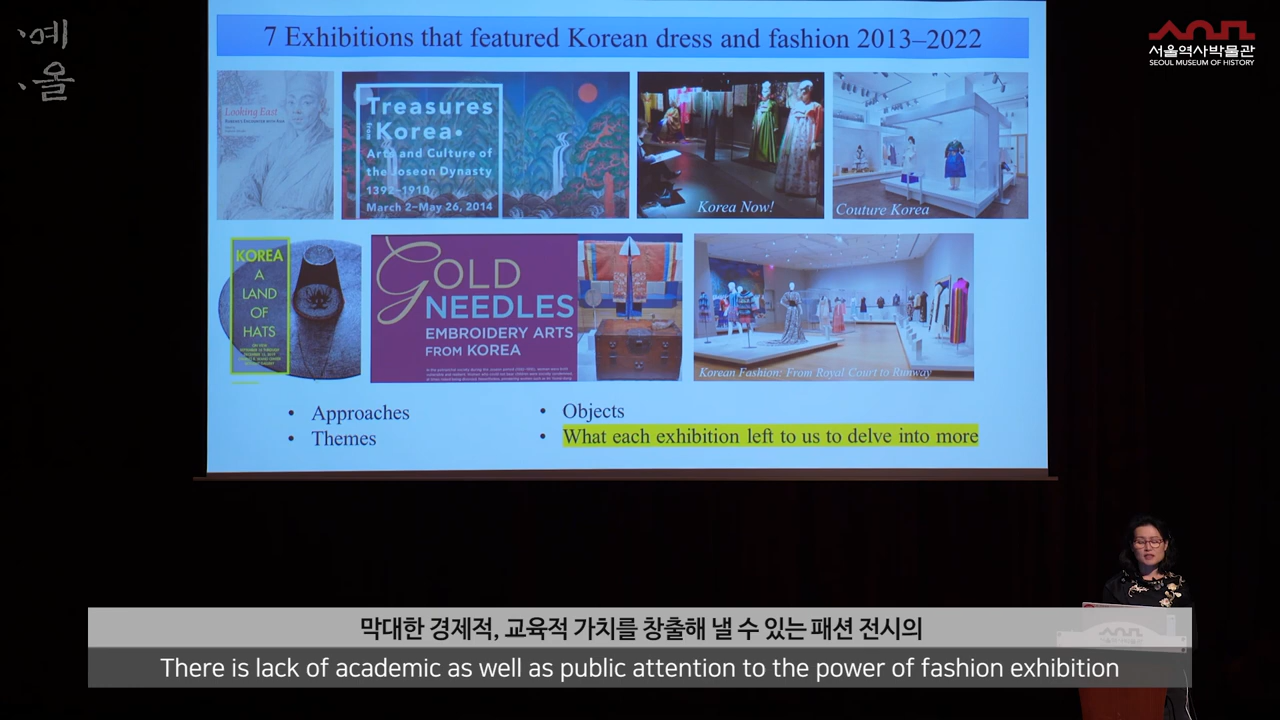 예
올
서울역사박물관
SEOUL MUSEUM OF HISTORY
7 Exhibitions that featured Korean dress and fashion 2013–2022
Looking East
Treasures
from Korea
Arts and Culture of
the Joseon Dynasty
1392–1910
March 2–May 26, 2014
Korea Now!
Couture Korea
KOREA
A
LAND
OF
HATS
GOLD
NEEDLES
EMBROIDERY ARTS
FROM KOREA
Korean Fashion: From Royal Court to Runway
• Approaches
• Themes
• Objects
• What each exhibition left to us to delve into more
막대한 경제적, 교육적 가치를 창출해 낼 수 있는 패션 전시의
There is lack of academic as well as public attention to the power of fashion exhibition